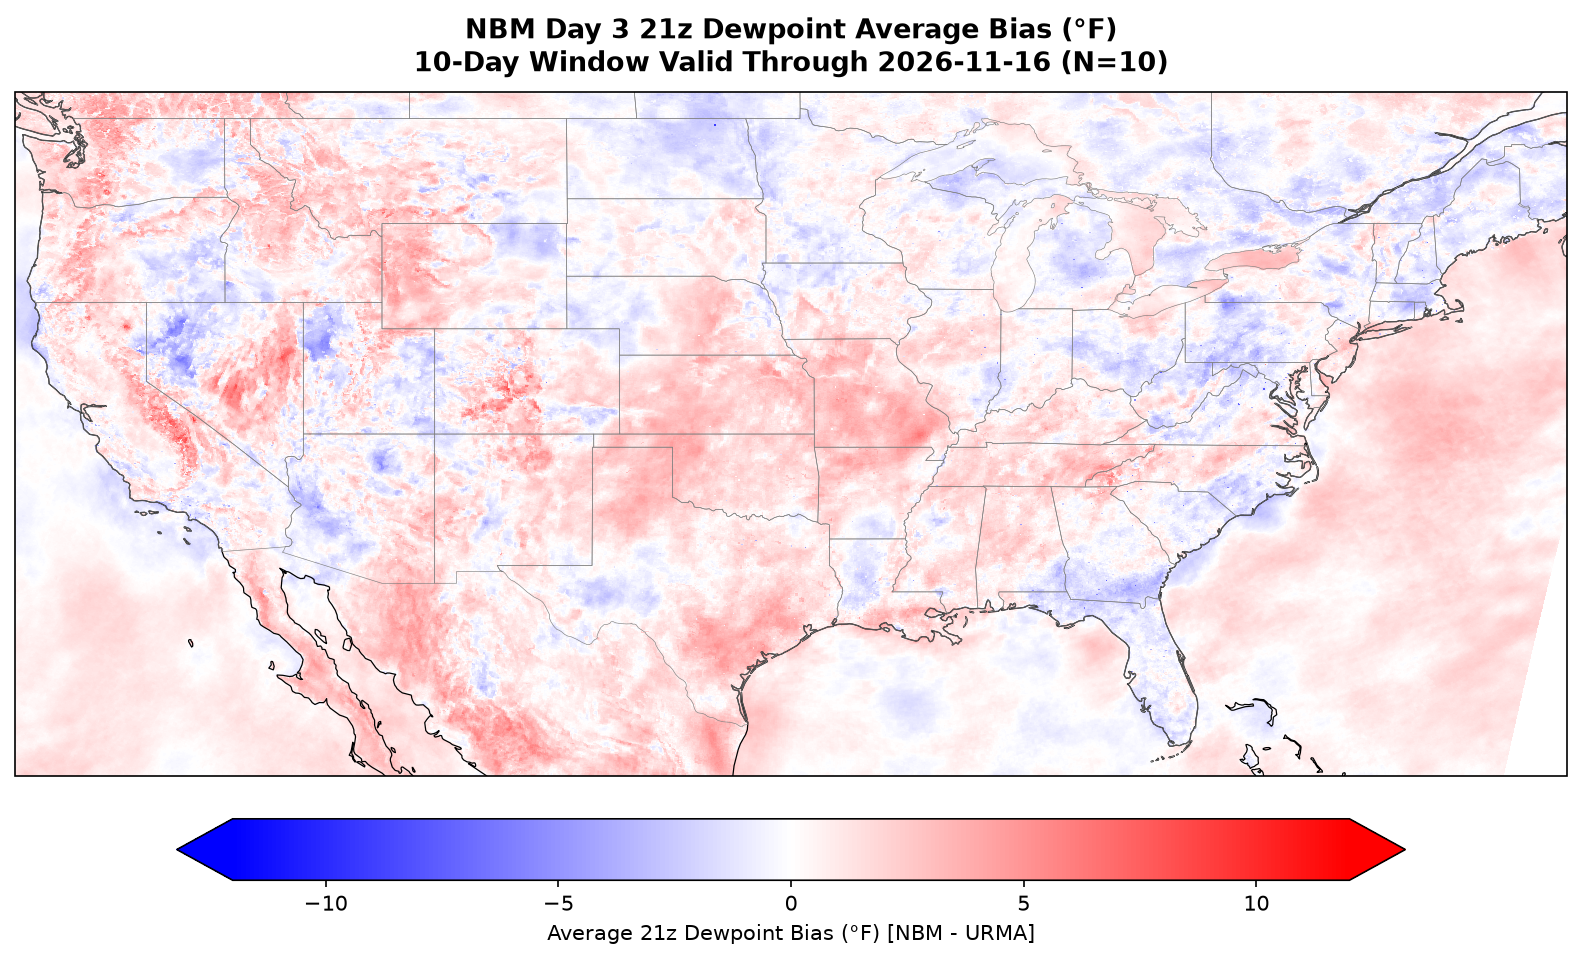 NBM Day 3 21z Dewpoint Average Bias (°F)
10-Day Window Valid Through 2026-11-16 (N=10)
−10 −5 0 5 10
Average 21z Dewpoint Bias (°F) [NBM - URMA]